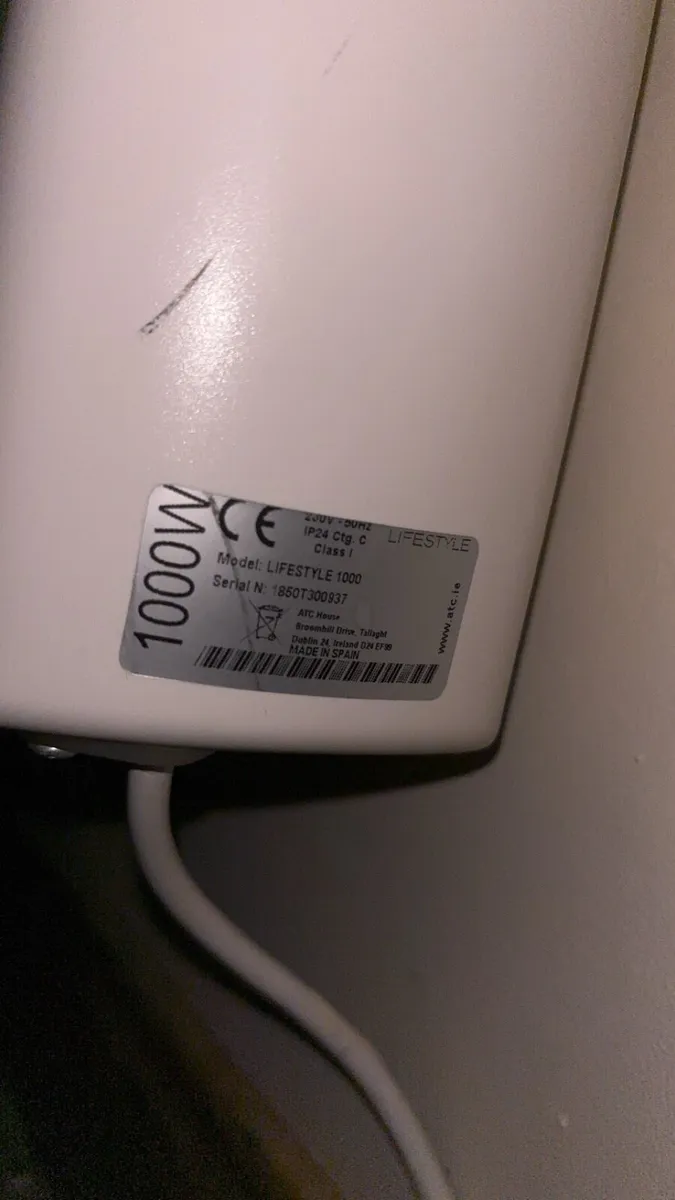 1000W
CE
230V - 50HZ
IP24 Ctg. C
Class I
LIFESTYLE
Model: LIFESTYLE 1000
Serial N: 1850T300937
ATC House
Broomhill Drive, Tallaght
Dublin 24, Ireland D24 EF98
MADE IN SPAIN
www.atc.ie